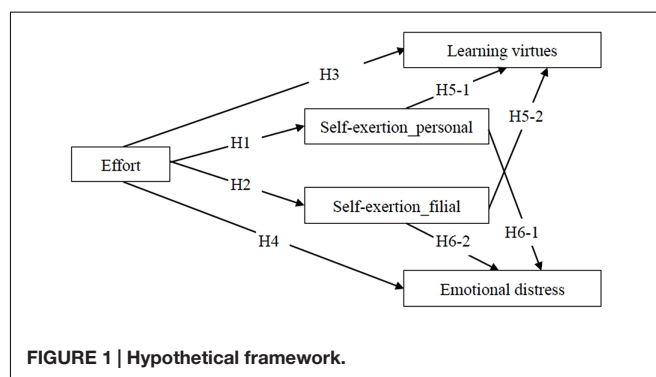 Learning virtues
H3
H5-1
H5-2
Self-exertion_personal
H1
Effort
H2
Self-exertion_filial
H4
H6-2
H6-1
Emotional distress
FIGURE 1 | Hypothetical framework.